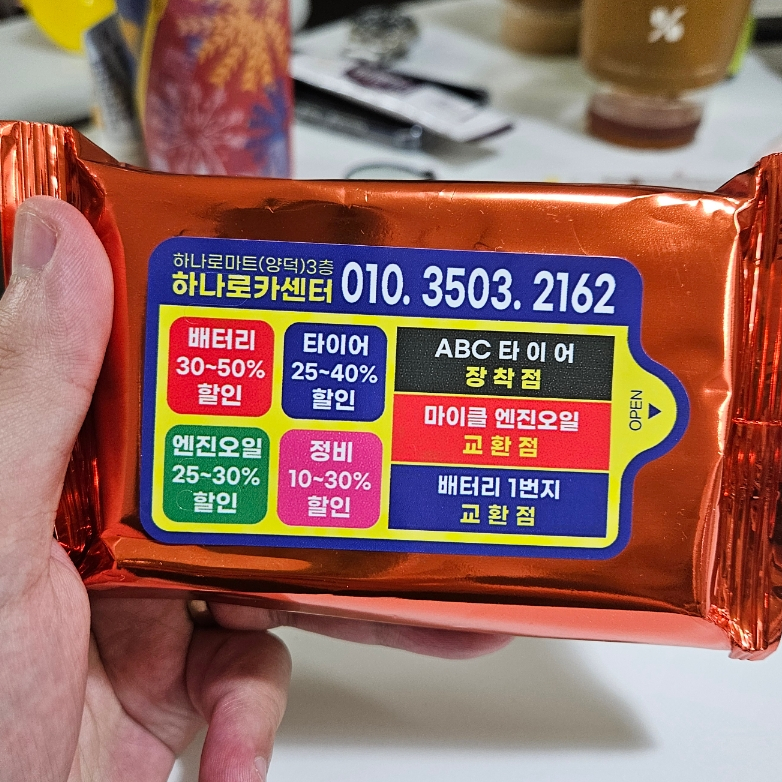 하나로마트(양덕)3층
하나로카센터 010. 3503. 2162
배터리
30~50%
할인
타이어
25~40%
할인
엔진오일
25~30%
할인
정비
10~30%
할인
ABC 타이어
장착점
마이클 엔진오일
교환점
배터리 1번지
교환점
OPEN
%